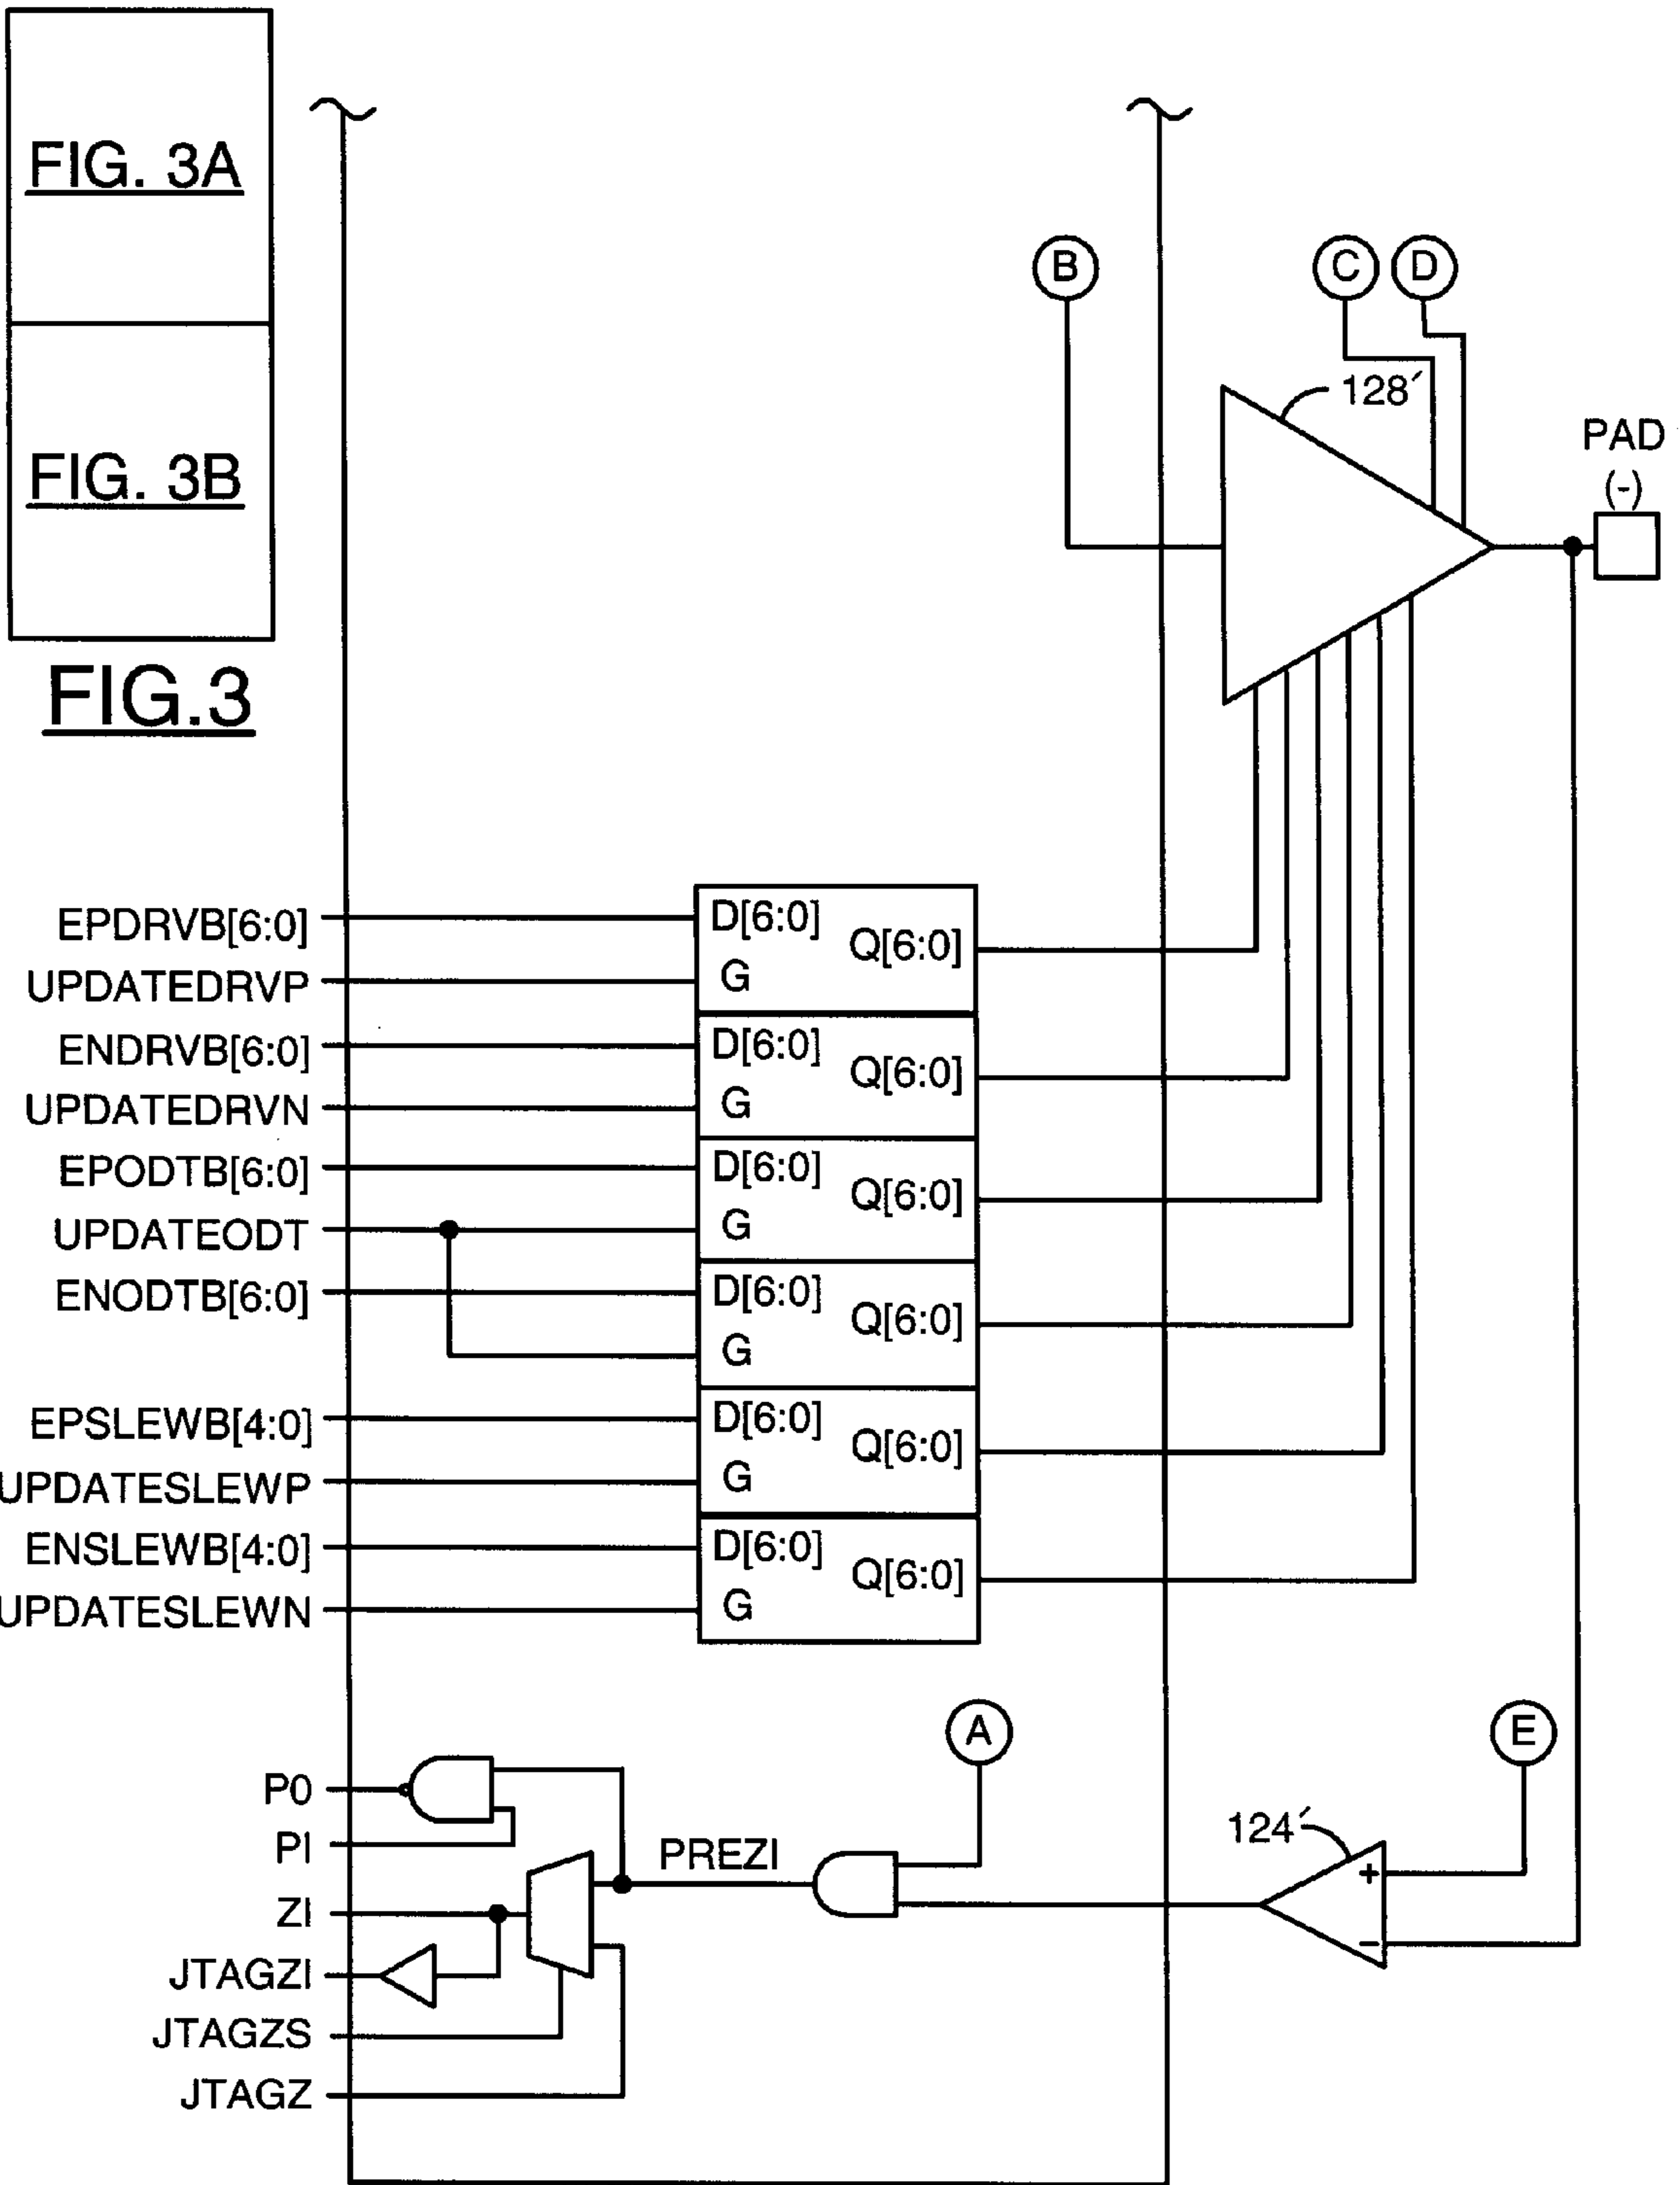 FIG. 3A
FIG. 3B
FIG.3
B
C
D
128′
PAD
(-)
EPDRVB[6:0]
UPDATEDRVP
D[6:0]
G
Q[6:0]
ENDRVB[6:0]
UPDATEDRVN
D[6:0]
G
Q[6:0]
EPODTB[6:0]
UPDATEODT
D[6:0]
G
Q[6:0]
ENODTB[6:0]
D[6:0]
G
Q[6:0]
EPSLEWB[4:0]
UPDATESLEWP
D[6:0]
G
Q[6:0]
ENSLEWB[4:0]
UPDATESLEWN
D[6:0]
G
Q[6:0]
A
E
P0
PI
PREZI
124′
+
−
ZI
JTAGZI
JTAGZS
JTAGZ